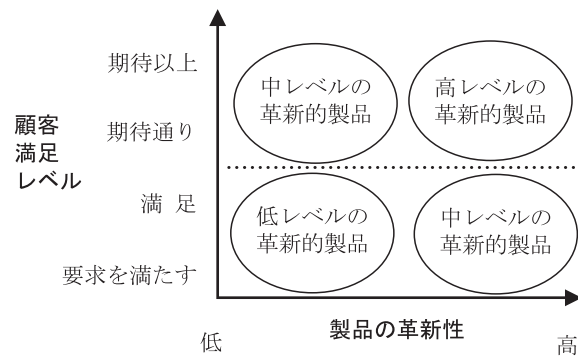 期待以上
中レベルの
革新的製品
高レベルの
革新的製品
顧客
満足
レベル
期待通り
満 足
低レベルの
革新的製品
中レベルの
革新的製品
要求を満たす
低
製品の革新性
高